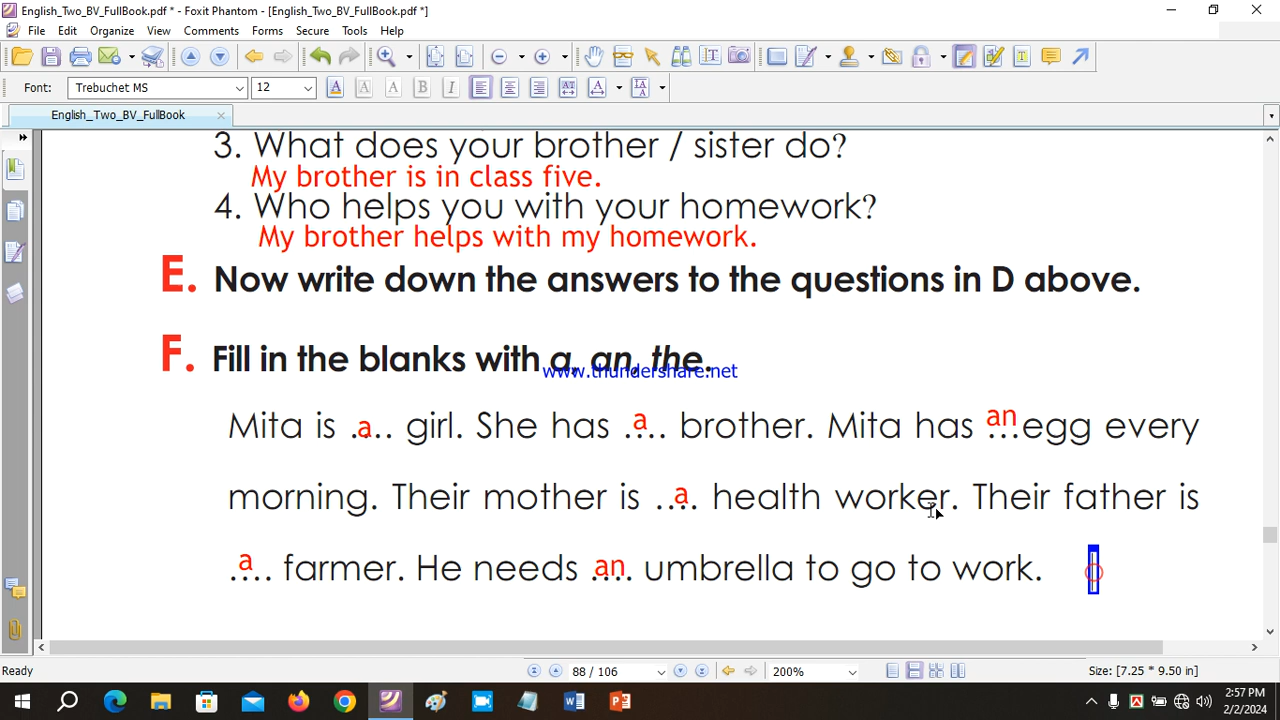 English_Two_BV_FullBook.pdf * - Foxit Phantom - [English_Two_BV_FullBook.pdf *]
File Edit Organize View Comments Forms Secure Tools Help
Font: Trebuchet MS 12
English_Two_BV_FullBook
3. What does your brother / sister do?
My brother is in class five.
4. Who helps you with your homework?
My brother helps with my homework.
E. Now write down the answers to the questions in D above.
F. Fill in the blanks with a, an, the.
www.thundershare.net
Mita is .a.. girl. She has .a.. brother. Mita has an...egg every
morning. Their mother is ..a. health worker. Their father is
.a.. farmer. He needs .an. umbrella to go to work.
Ready 88 / 106 200% Size: [7.25 * 9.50 in]
2:57 PM
2/2/2024